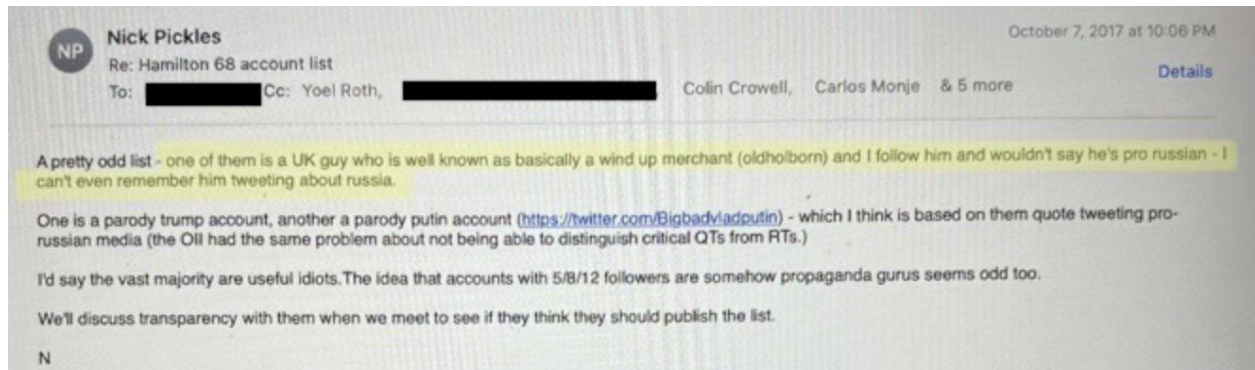 NP
Nick Pickles
October 7, 2017 at 10:06 PM
Re: Hamilton 68 account list
Details
To: Cc: Yoel Roth, Colin Crowell, Carlos Monje & 5 more
A pretty odd list - one of them is a UK guy who is well known as basically a wind up merchant (oldholborn) and I follow him and wouldn't say he's pro russian - I
can't even remember him tweeting about russia.
One is a parody trump account, another a parody putin account (https://twitter.com/Bigbadvladputin) - which I think is based on them quote tweeting pro-
russian media (the OII had the same problem about not being able to distinguish critical QTs from RTs.)
I'd say the vast majority are useful idiots.The idea that accounts with 5/8/12 followers are somehow propaganda gurus seems odd too.
We'll discuss transparency with them when we meet to see if they think they should publish the list.
N